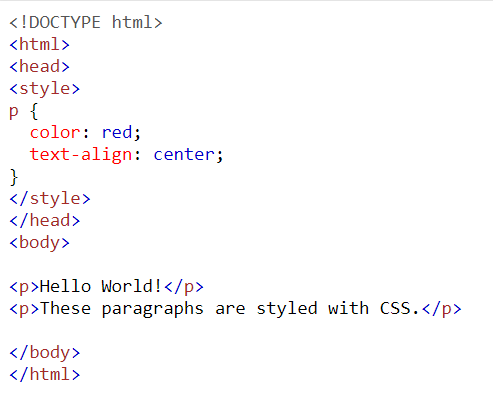 <!DOCTYPE html>
<html>
<head>
<style>
p {
  color: red;
  text-align: center;
}
</style>
</head>
<body>

<p>Hello World!</p>
<p>These paragraphs are styled with CSS.</p>

</body>
</html>